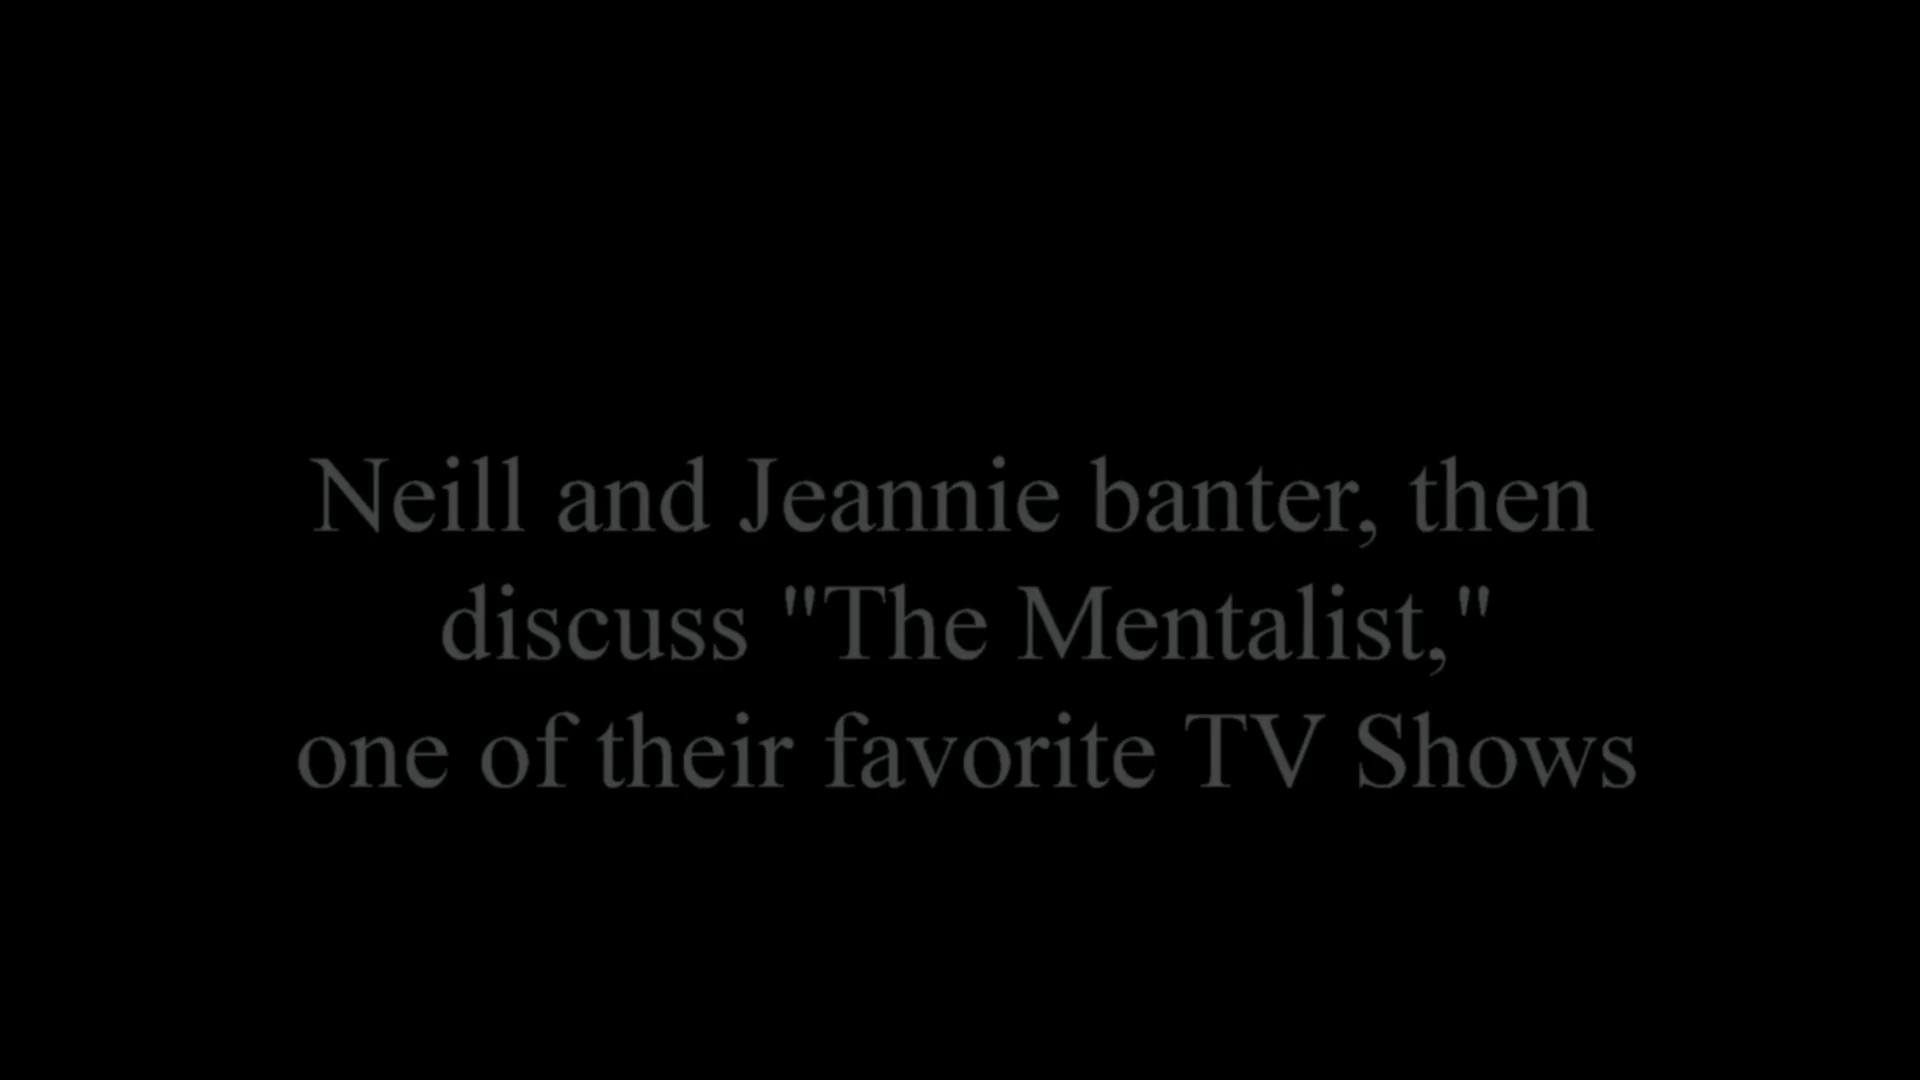 Neill and Jeannie banter, then
discuss "The Mentalist,"
one of their favorite TV Shows